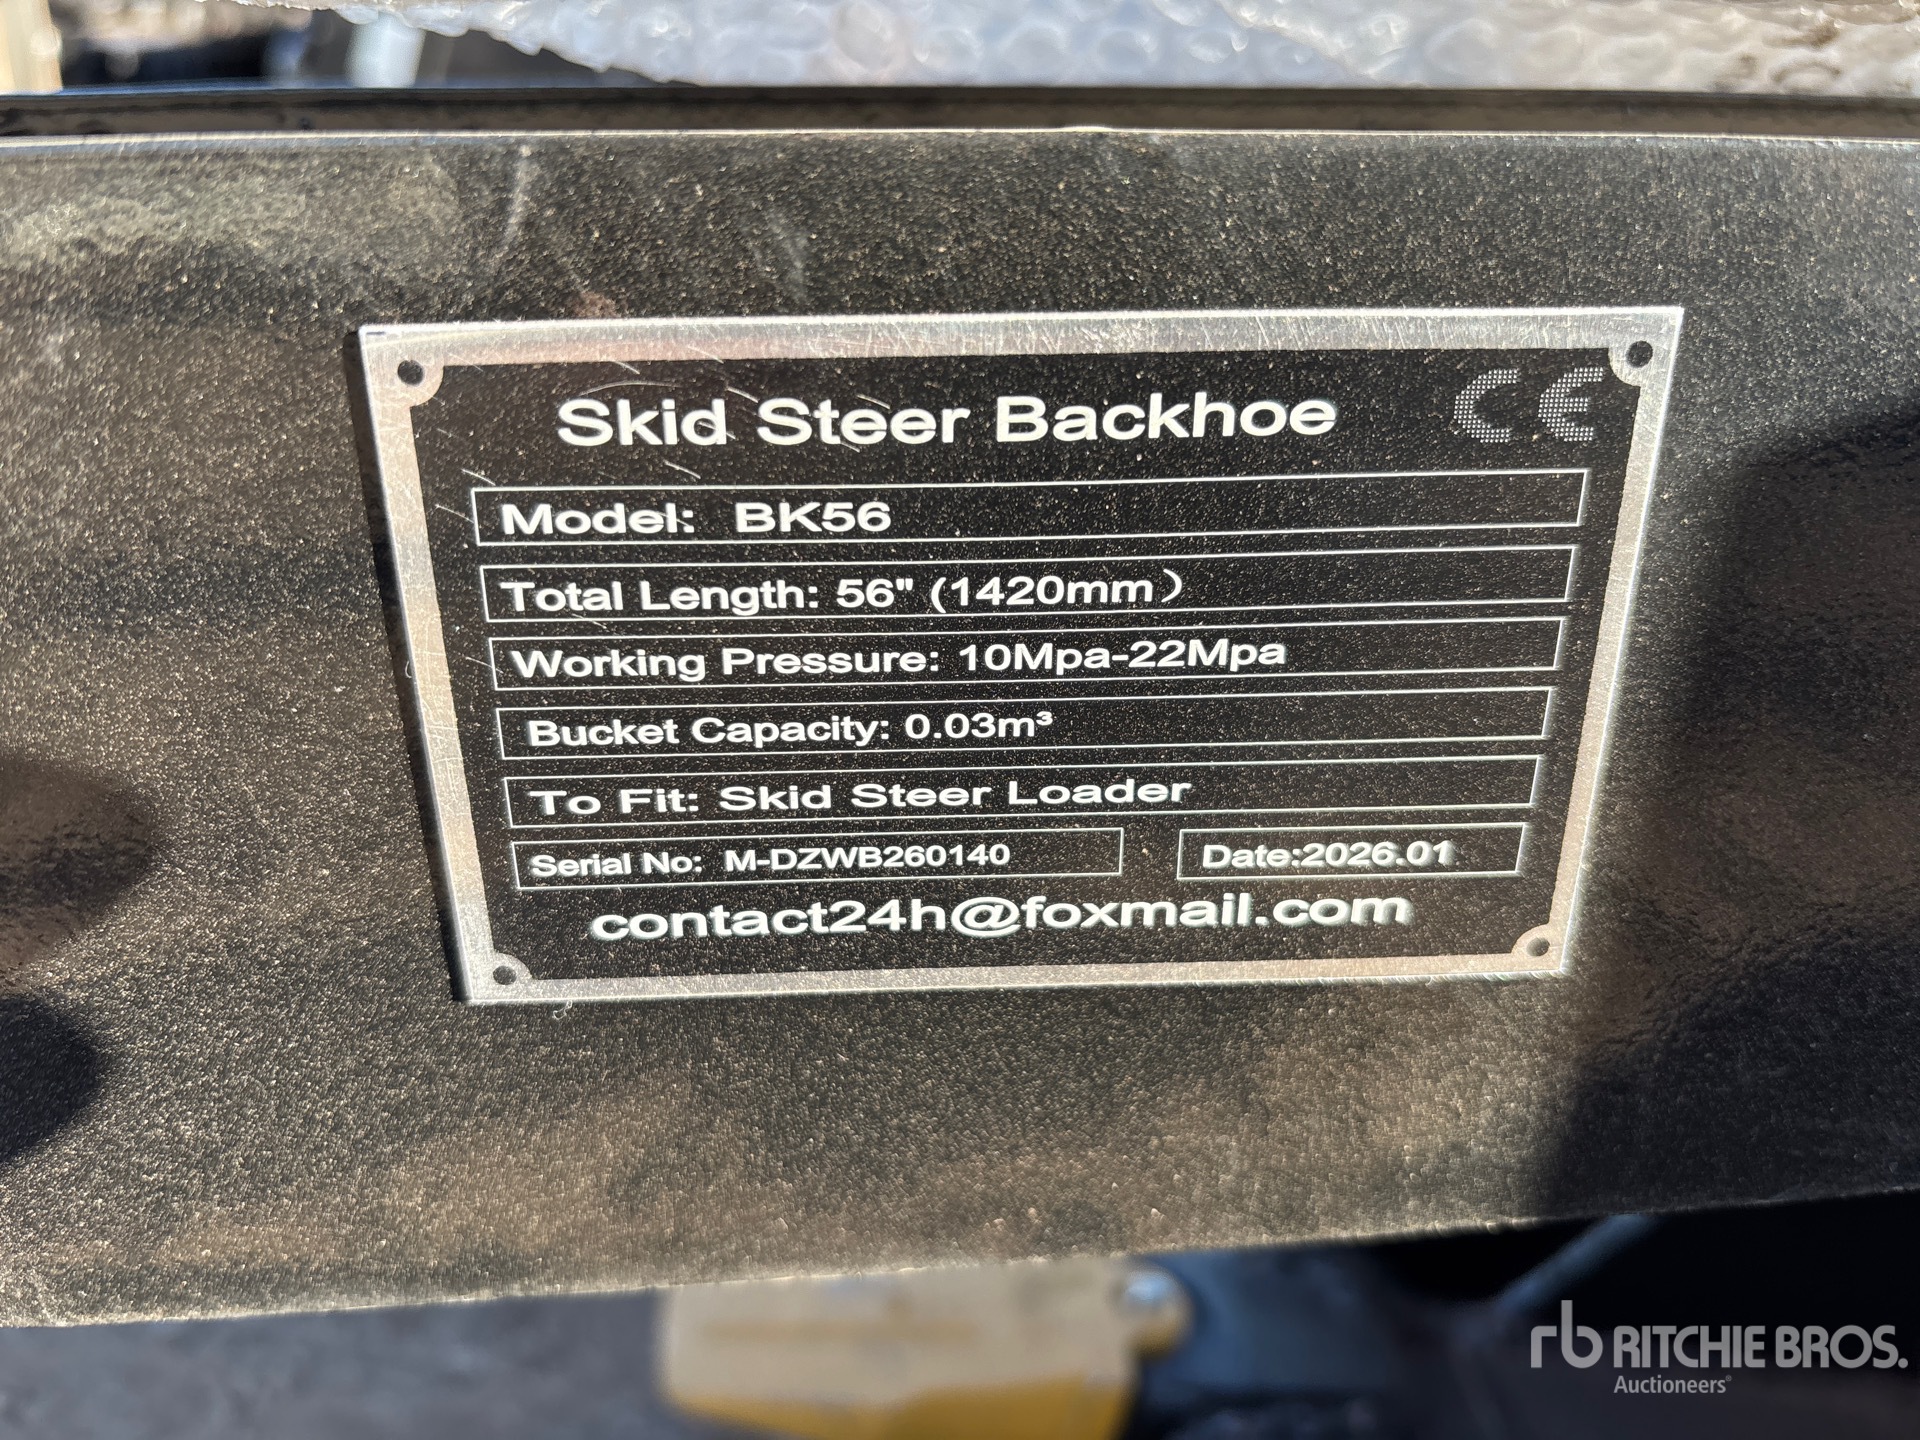 Skid Steer Backhoe CE
Model: BK56
Total Length: 56" (1420mm）
Working Pressure: 10Mpa-22Mpa
Bucket Capacity: 0.03m³
To Fit: Skid Steer Loader
Serial No: M-DZWB260140 Date:2026.01
contact24h@foxmail.com
rb RITCHIE BROS.
Auctioneers®